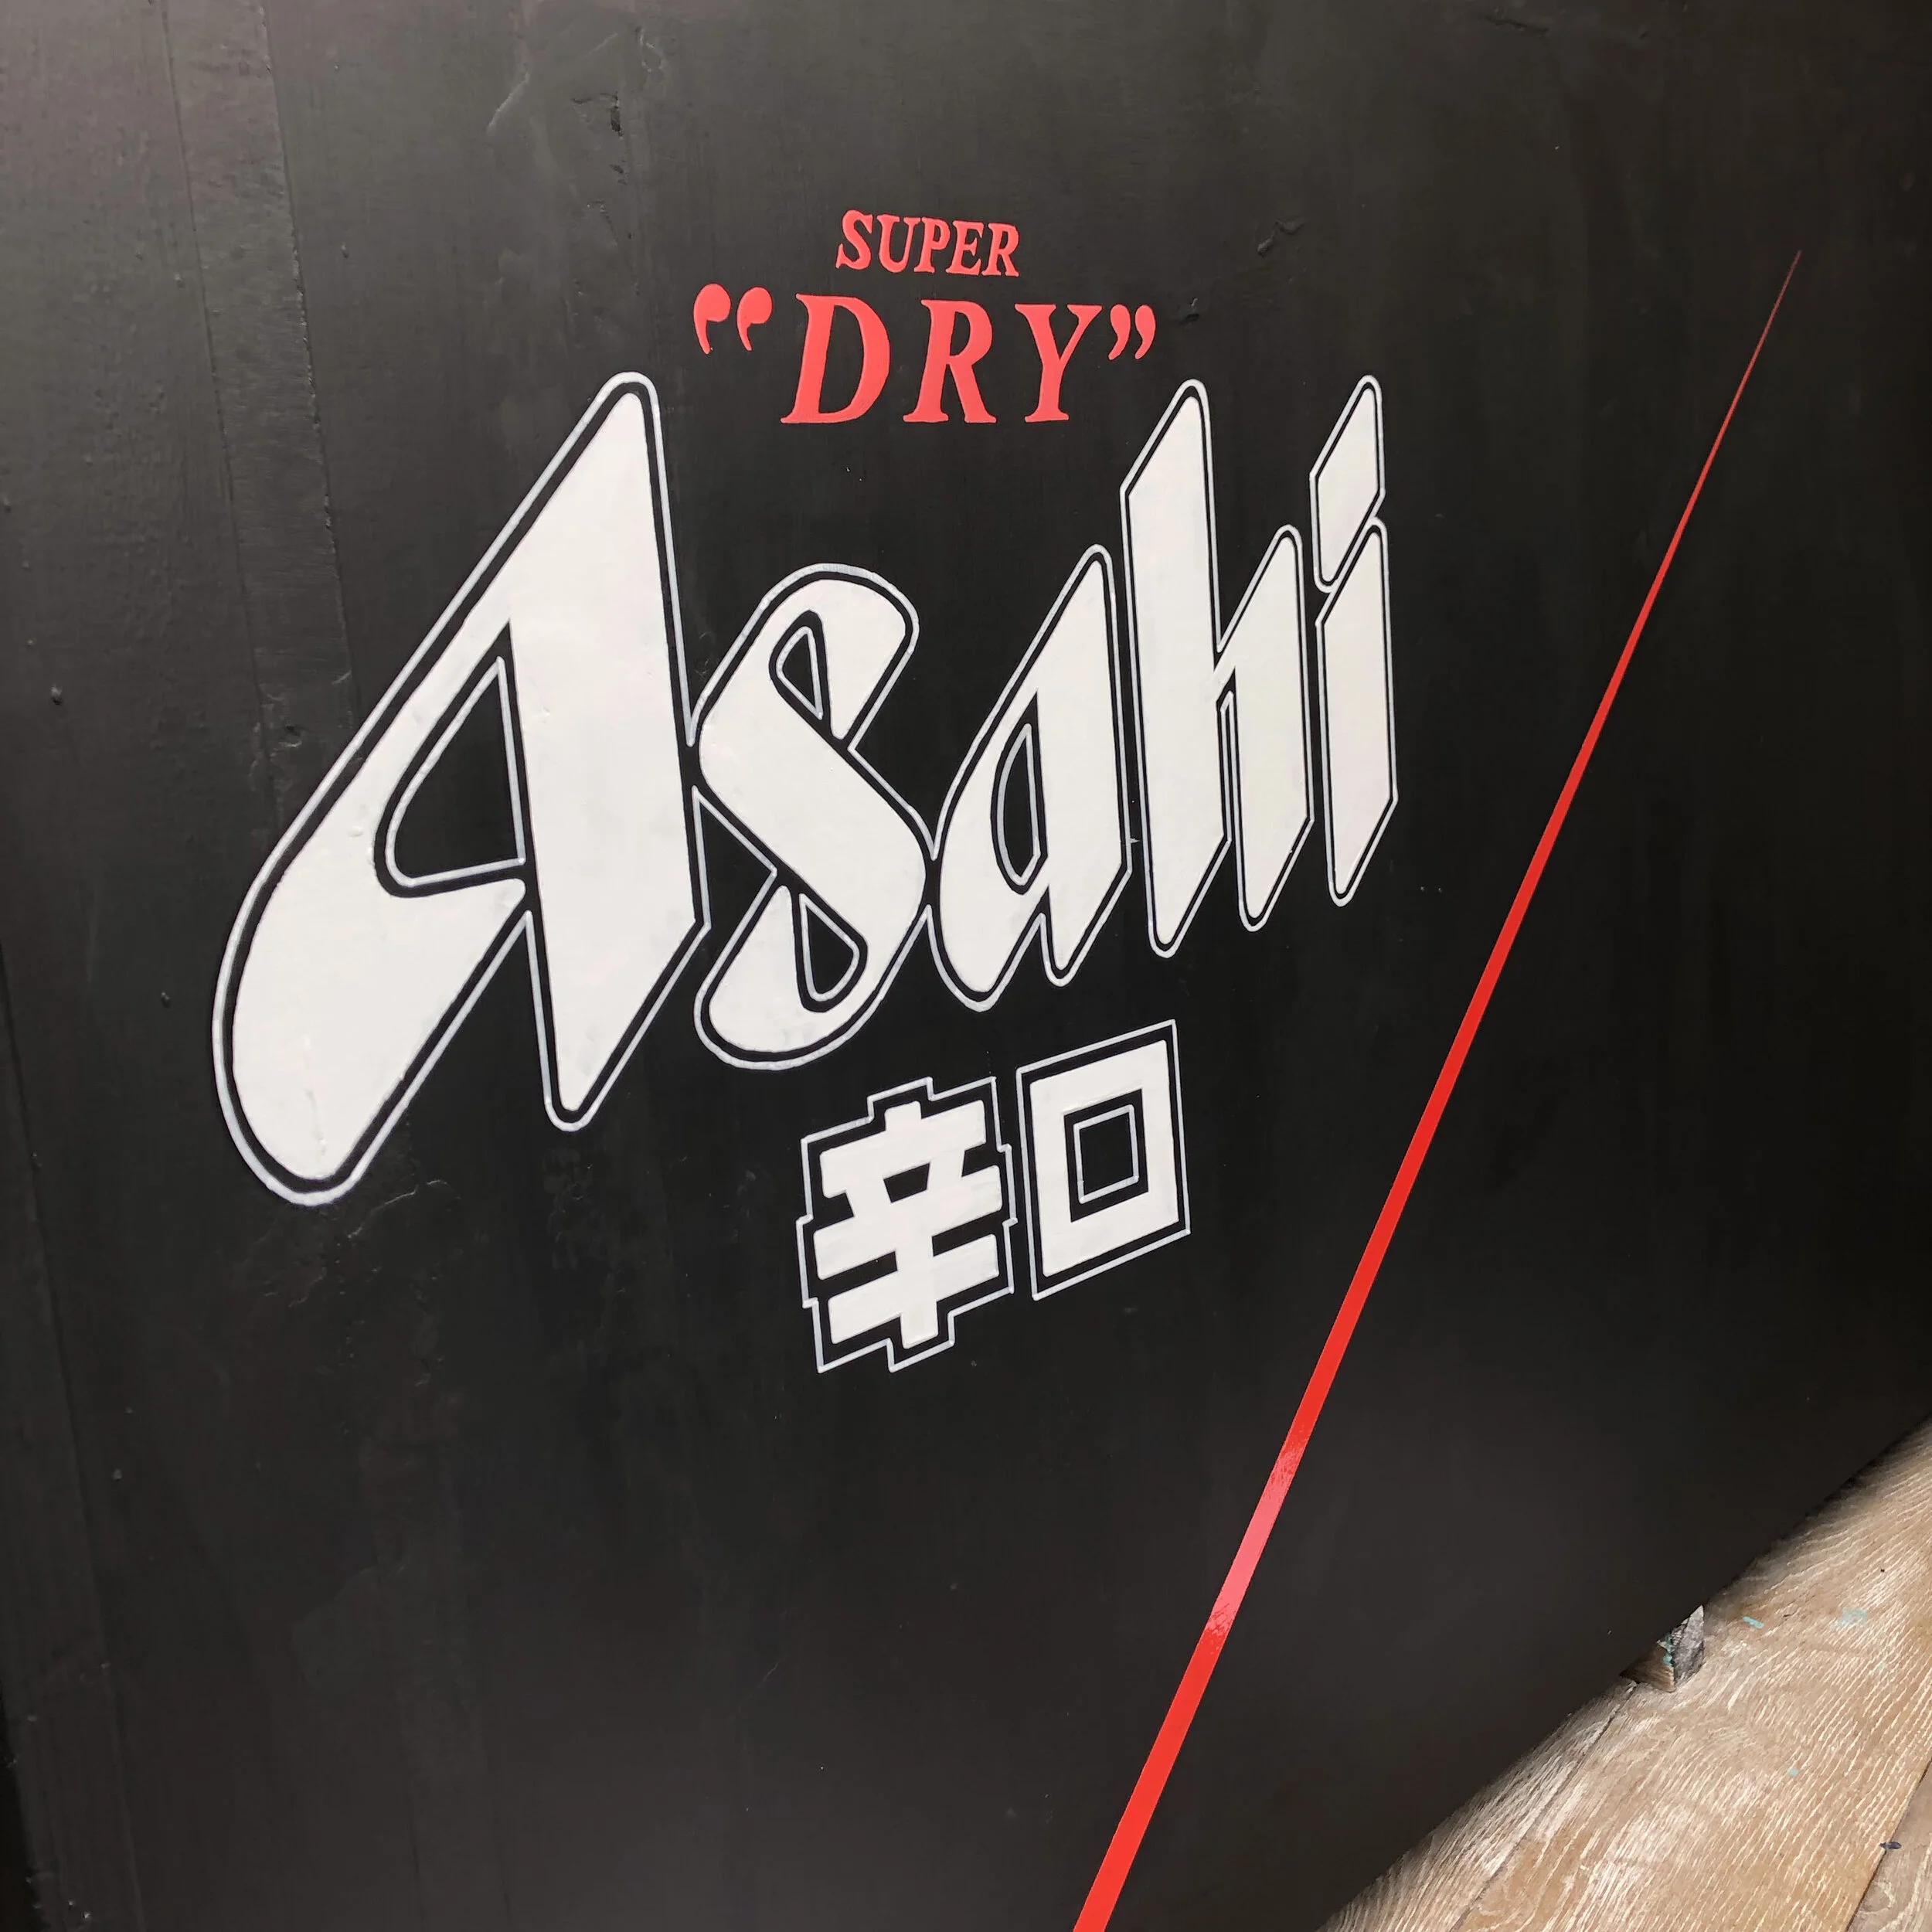 SUPER
“DRY”
Asahi
辛口